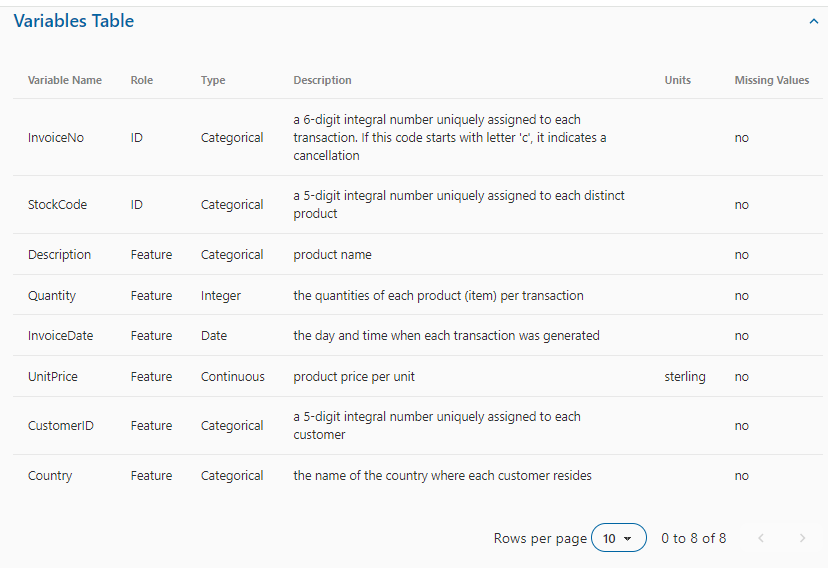 Variables Table
Variable Name Role Type Description Units Missing Values
a 6-digit integral number uniquely assigned to each
InvoiceNo ID Categorical transaction. If this code starts with letter 'c', it indicates a no
cancellation
a 5-digit integral number uniquely assigned to each distinct
StockCode ID Categorical no
product
Description Feature Categorical product name no
Quantity Feature Integer the quantities of each product (item) per transaction no
InvoiceDate Feature Date the day and time when each transaction was generated no
UnitPrice Feature Continuous product price per unit sterling no
a 5-digit integral number uniquely assigned to each
CustomerID Feature Categorical no
customer
Country Feature Categorical the name of the country where each customer resides no
Rows per page 10 0 to 8 of 8